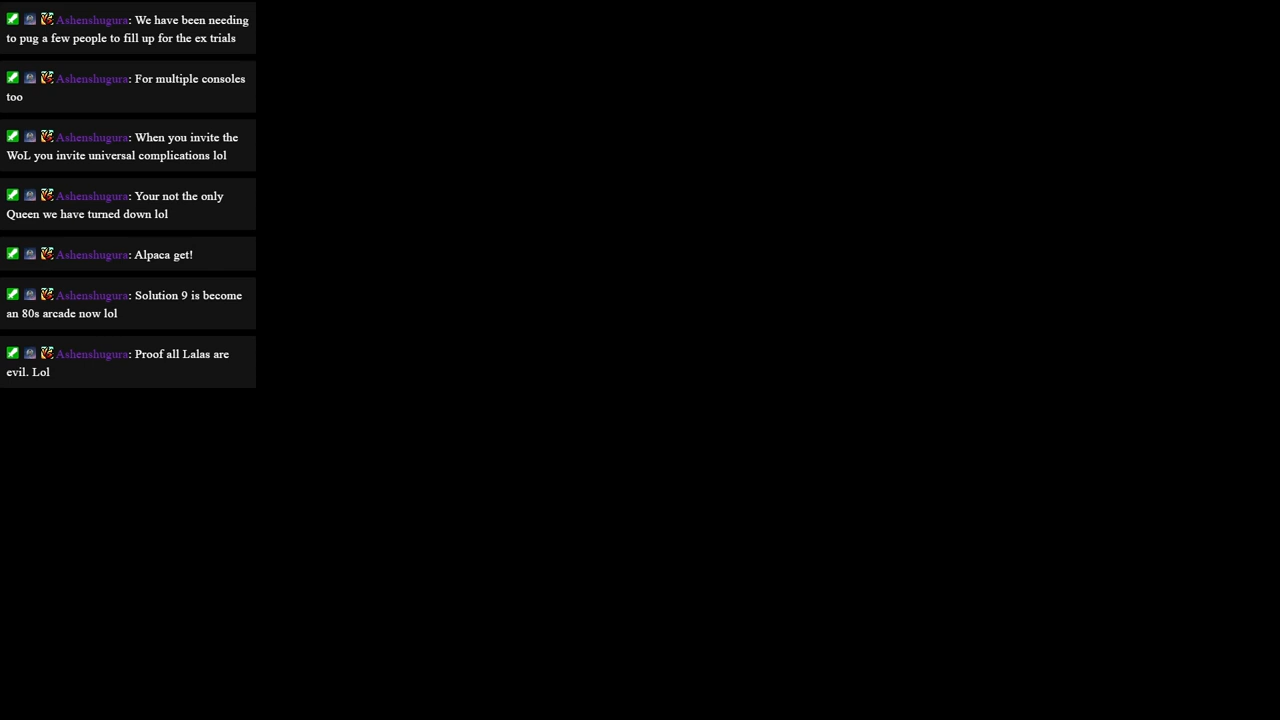 Ashenshugura: We have been needing
to pug a few people to fill up for the ex trials
Ashenshugura: For multiple consoles
too
Ashenshugura: When you invite the
WoL you invite universal complications lol
Ashenshugura: Your not the only
Queen we have turned down lol
Ashenshugura: Alpaca get!
Ashenshugura: Solution 9 is become
an 80s arcade now lol
Ashenshugura: Proof all Lalas are
evil. Lol